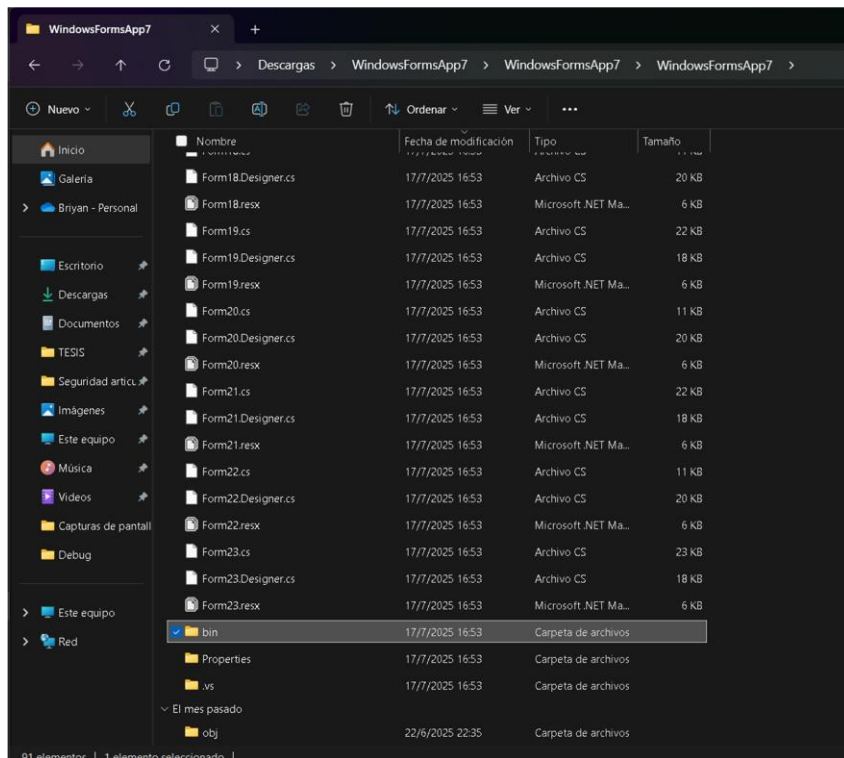 WindowsFormsApp7
Descargas > WindowsFormsApp7 > WindowsFormsApp7 > WindowsFormsApp7 >
Nuevo Ordenar Ver
Inicio
Galería
Briyan - Personal
Escritorio
Descargas
Documentos
TESIS
Seguridad articu
Imágenes
Este equipo
Música
Videos
Capturas de pantall
Debug
Este equipo
Red
Nombre Fecha de modificación Tipo Tamaño
Form18.Designer.cs 17/7/2025 16:53 Archivo CS 20 KB
Form18.resx 17/7/2025 16:53 Microsoft .NET Ma... 6 KB
Form19.cs 17/7/2025 16:53 Archivo CS 22 KB
Form19.Designer.cs 17/7/2025 16:53 Archivo CS 18 KB
Form19.resx 17/7/2025 16:53 Microsoft .NET Ma... 6 KB
Form20.cs 17/7/2025 16:53 Archivo CS 11 KB
Form20.Designer.cs 17/7/2025 16:53 Archivo CS 20 KB
Form20.resx 17/7/2025 16:53 Microsoft .NET Ma... 6 KB
Form21.cs 17/7/2025 16:53 Archivo CS 22 KB
Form21.Designer.cs 17/7/2025 16:53 Archivo CS 18 KB
Form21.resx 17/7/2025 16:53 Microsoft .NET Ma... 6 KB
Form22.cs 17/7/2025 16:53 Archivo CS 11 KB
Form22.Designer.cs 17/7/2025 16:53 Archivo CS 20 KB
Form22.resx 17/7/2025 16:53 Microsoft .NET Ma... 6 KB
Form23.cs 17/7/2025 16:53 Archivo CS 23 KB
Form23.Designer.cs 17/7/2025 16:53 Archivo CS 18 KB
Form23.resx 17/7/2025 16:53 Microsoft .NET Ma... 6 KB
bin 17/7/2025 16:53 Carpeta de archivos
Properties 17/7/2025 16:53 Carpeta de archivos
.vs 17/7/2025 16:53 Carpeta de archivos
El mes pasado
obj 22/6/2025 22:35 Carpeta de archivos
91 elementos | 1 elemento seleccionado |